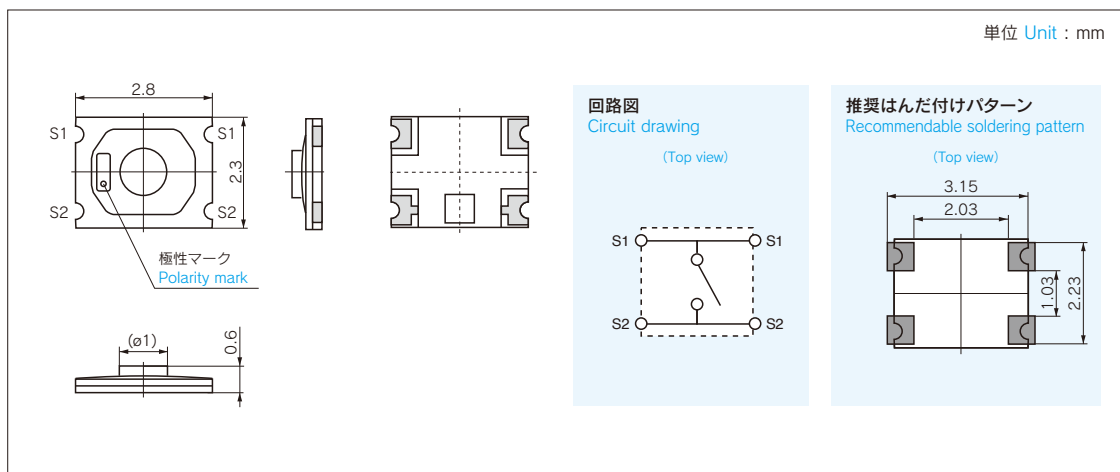 単位 Unit : mm
2.8
S1
S1
2.3
S2
S2
極性マーク
Polarity mark
(ø1)
0.6
回路図
Circuit drawing
(Top view)
S1
S1
S2
S2
推奨はんだ付けパターン
Recommendable soldering pattern
(Top view)
3.15
2.03
1.03
2.23